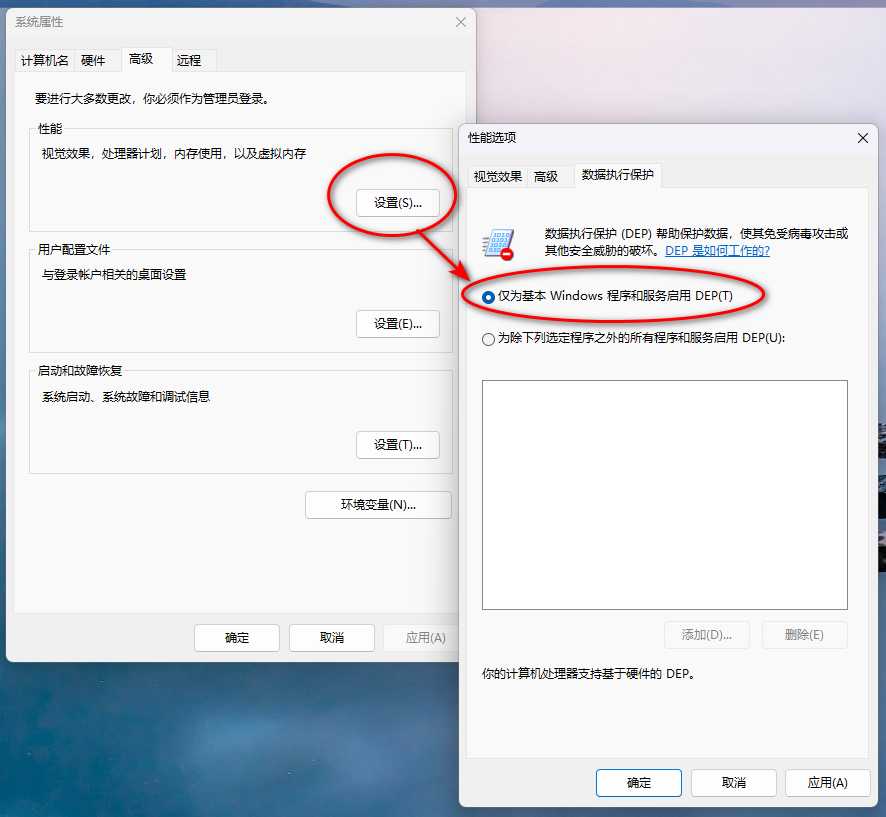 系统属性
计算机名
硬件
高级
远程
要进行大多数更改，你必须作为管理员登录。
性能
视觉效果，处理器计划，内存使用，以及虚拟内存
设置(S)...
用户配置文件
与登录帐户相关的桌面设置
设置(E)...
启动和故障恢复
系统启动、系统故障和调试信息
设置(T)...
环境变量(N)...
确定
取消
应用(A)
性能选项
视觉效果
高级
数据执行保护
数据执行保护 (DEP) 帮助保护数据，使其免受病毒攻击或
其他安全威胁的破坏。DEP 是如何工作的?
仅为基本 Windows 程序和服务启用 DEP(T)
为除下列选定程序之外的所有程序和服务启用 DEP(U):
添加(D)...
删除(E)
你的计算机处理器支持基于硬件的 DEP。
确定
取消
应用(A)